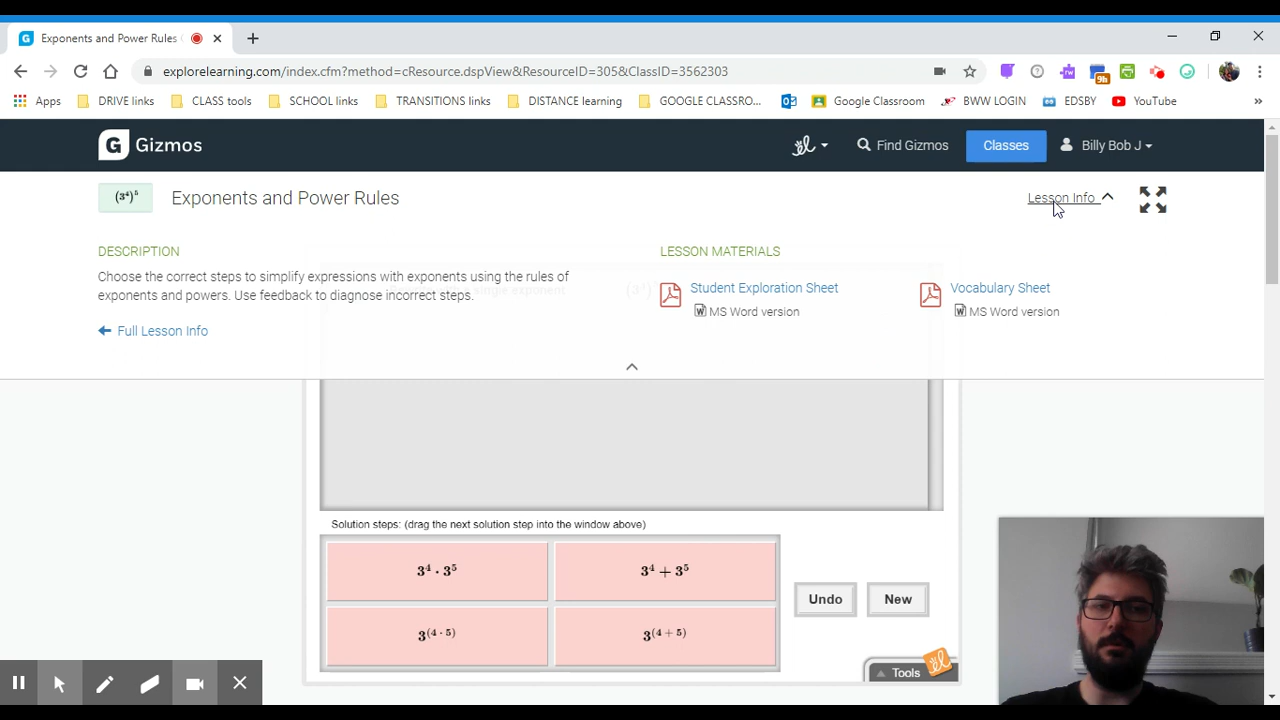 Exponents and Power Rules
explorelearning.com/index.cfm?method=cResource.dspView&ResourceID=305&ClassID=3562303
9h
Apps DRIVE links CLASS tools SCHOOL links TRANSITIONS links DISTANCE learning GOOGLE CLASSRO... Google Classroom BWW LOGIN EDSBY YouTube »
G Gizmos Find Gizmos Classes Billy Bob J
(3⁴)⁵ Exponents and Power Rules Lesson Info
DESCRIPTION LESSON MATERIALS
Choose the correct steps to simplify expressions with exponents using the rules of
exponents and powers. Use feedback to diagnose incorrect steps.
single exponent
Student Exploration Sheet Vocabulary Sheet
MS Word version MS Word version
Full Lesson Info
Solution steps: (drag the next solution step into the window above)
3⁴ · 3⁵ 3⁴ + 3⁵
Undo New
3⁽⁴ · ⁵⁾ 3⁽⁴ ⁺ ⁵⁾
Tools